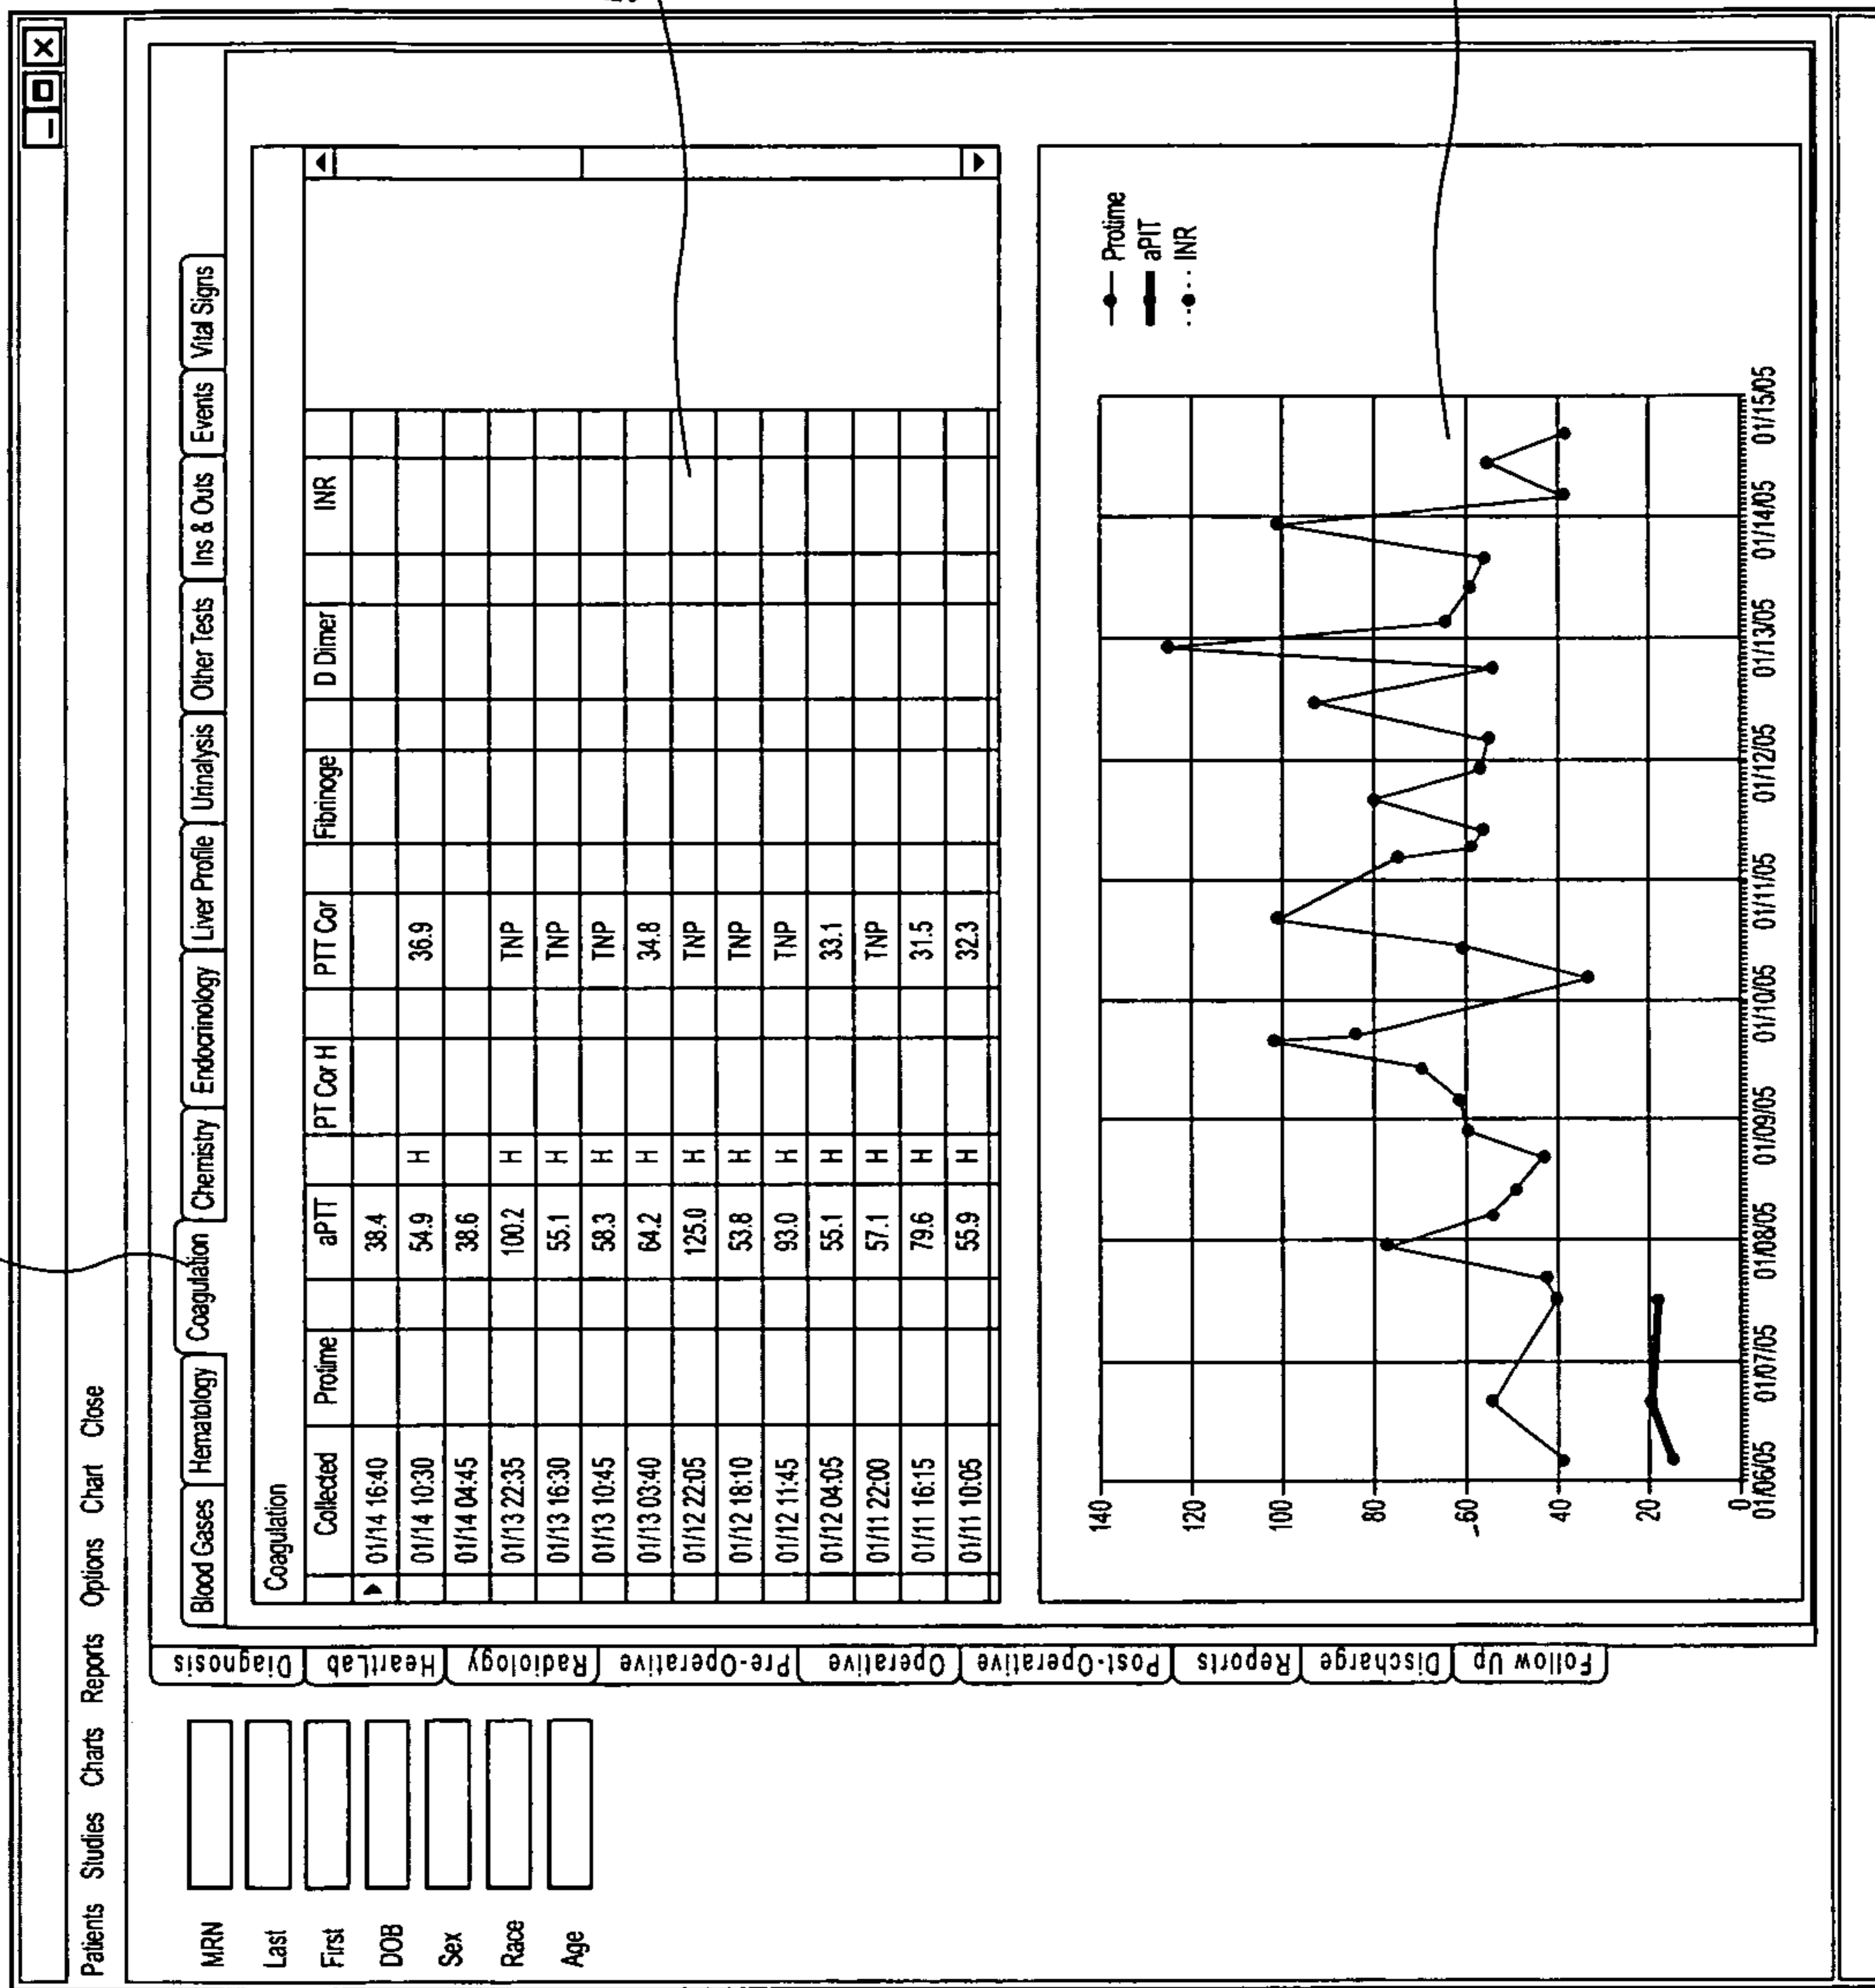 Patients Studies Charts Reports Options Chart Close
MRN
Last
First
DOB
Sex
Race
Age
Diagnosis
HeartLab
Radiology
Pre-Operative
Operative
Post-Operative
Reports
Discharge
Follow Up
Blood Gases Hematology Coagulation Chemistry Endocrinology Liver Profile Urinalysis Other Tests Ins & Outs Events Vital Signs
Coagulation
Collected Protime aPTT PT Cor H PTT Cor Fibrinoge D Dimer INR
01/14 16:40 38.4
01/14 10:30 54.9 H 36.9
01/14 04:45 38.6
01/13 22:35 100.2 H TNP
01/13 16:30 55.1 H TNP
01/13 10:45 58.3 H TNP
01/13 03:40 64.2 H 34.8
01/12 22:05 125.0 H TNP
01/12 18:10 53.8 H TNP
01/12 11:45 93.0 H TNP
01/12 04:05 55.1 H 33.1
01/11 22:00 57.1 H TNP
01/11 16:15 79.6 H 31.5
01/11 10:05 55.9 H 32.3
140
120
100
80
60
40
20
0
01/06/05 01/07/05 01/08/05 01/09/05 01/10/05 01/11/05 01/12/05 01/13/05 01/14/05 01/15/05
Protime
aPIT
INR